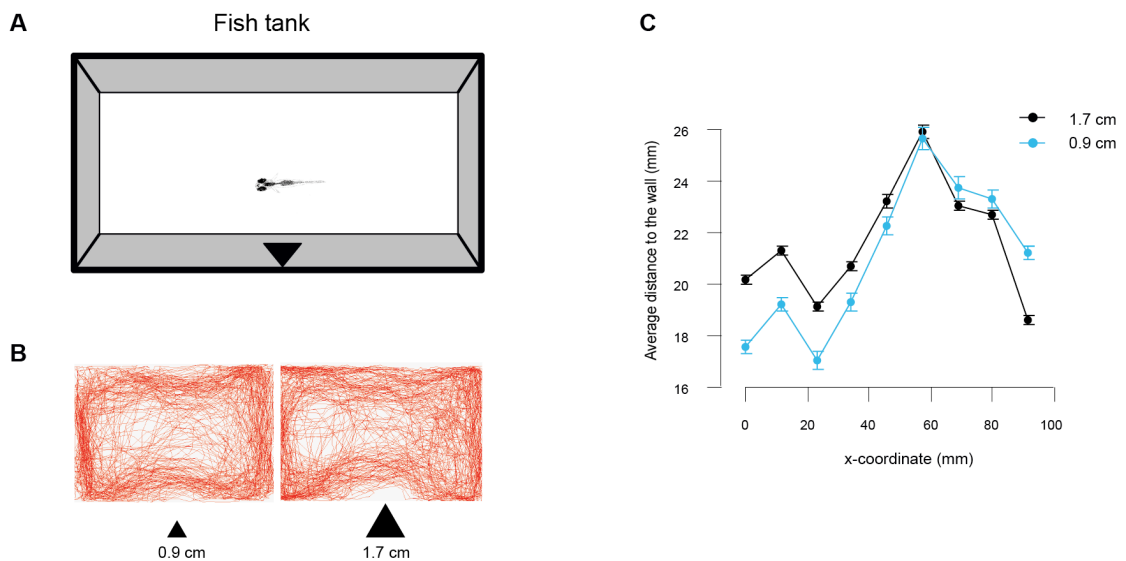 A
Fish tank
B
0.9 cm
1.7 cm
C
1.7 cm
0.9 cm
Average distance to the wall (mm)
26
24
22
20
18
16
0 20 40 60 80 100
x-coordinate (mm)